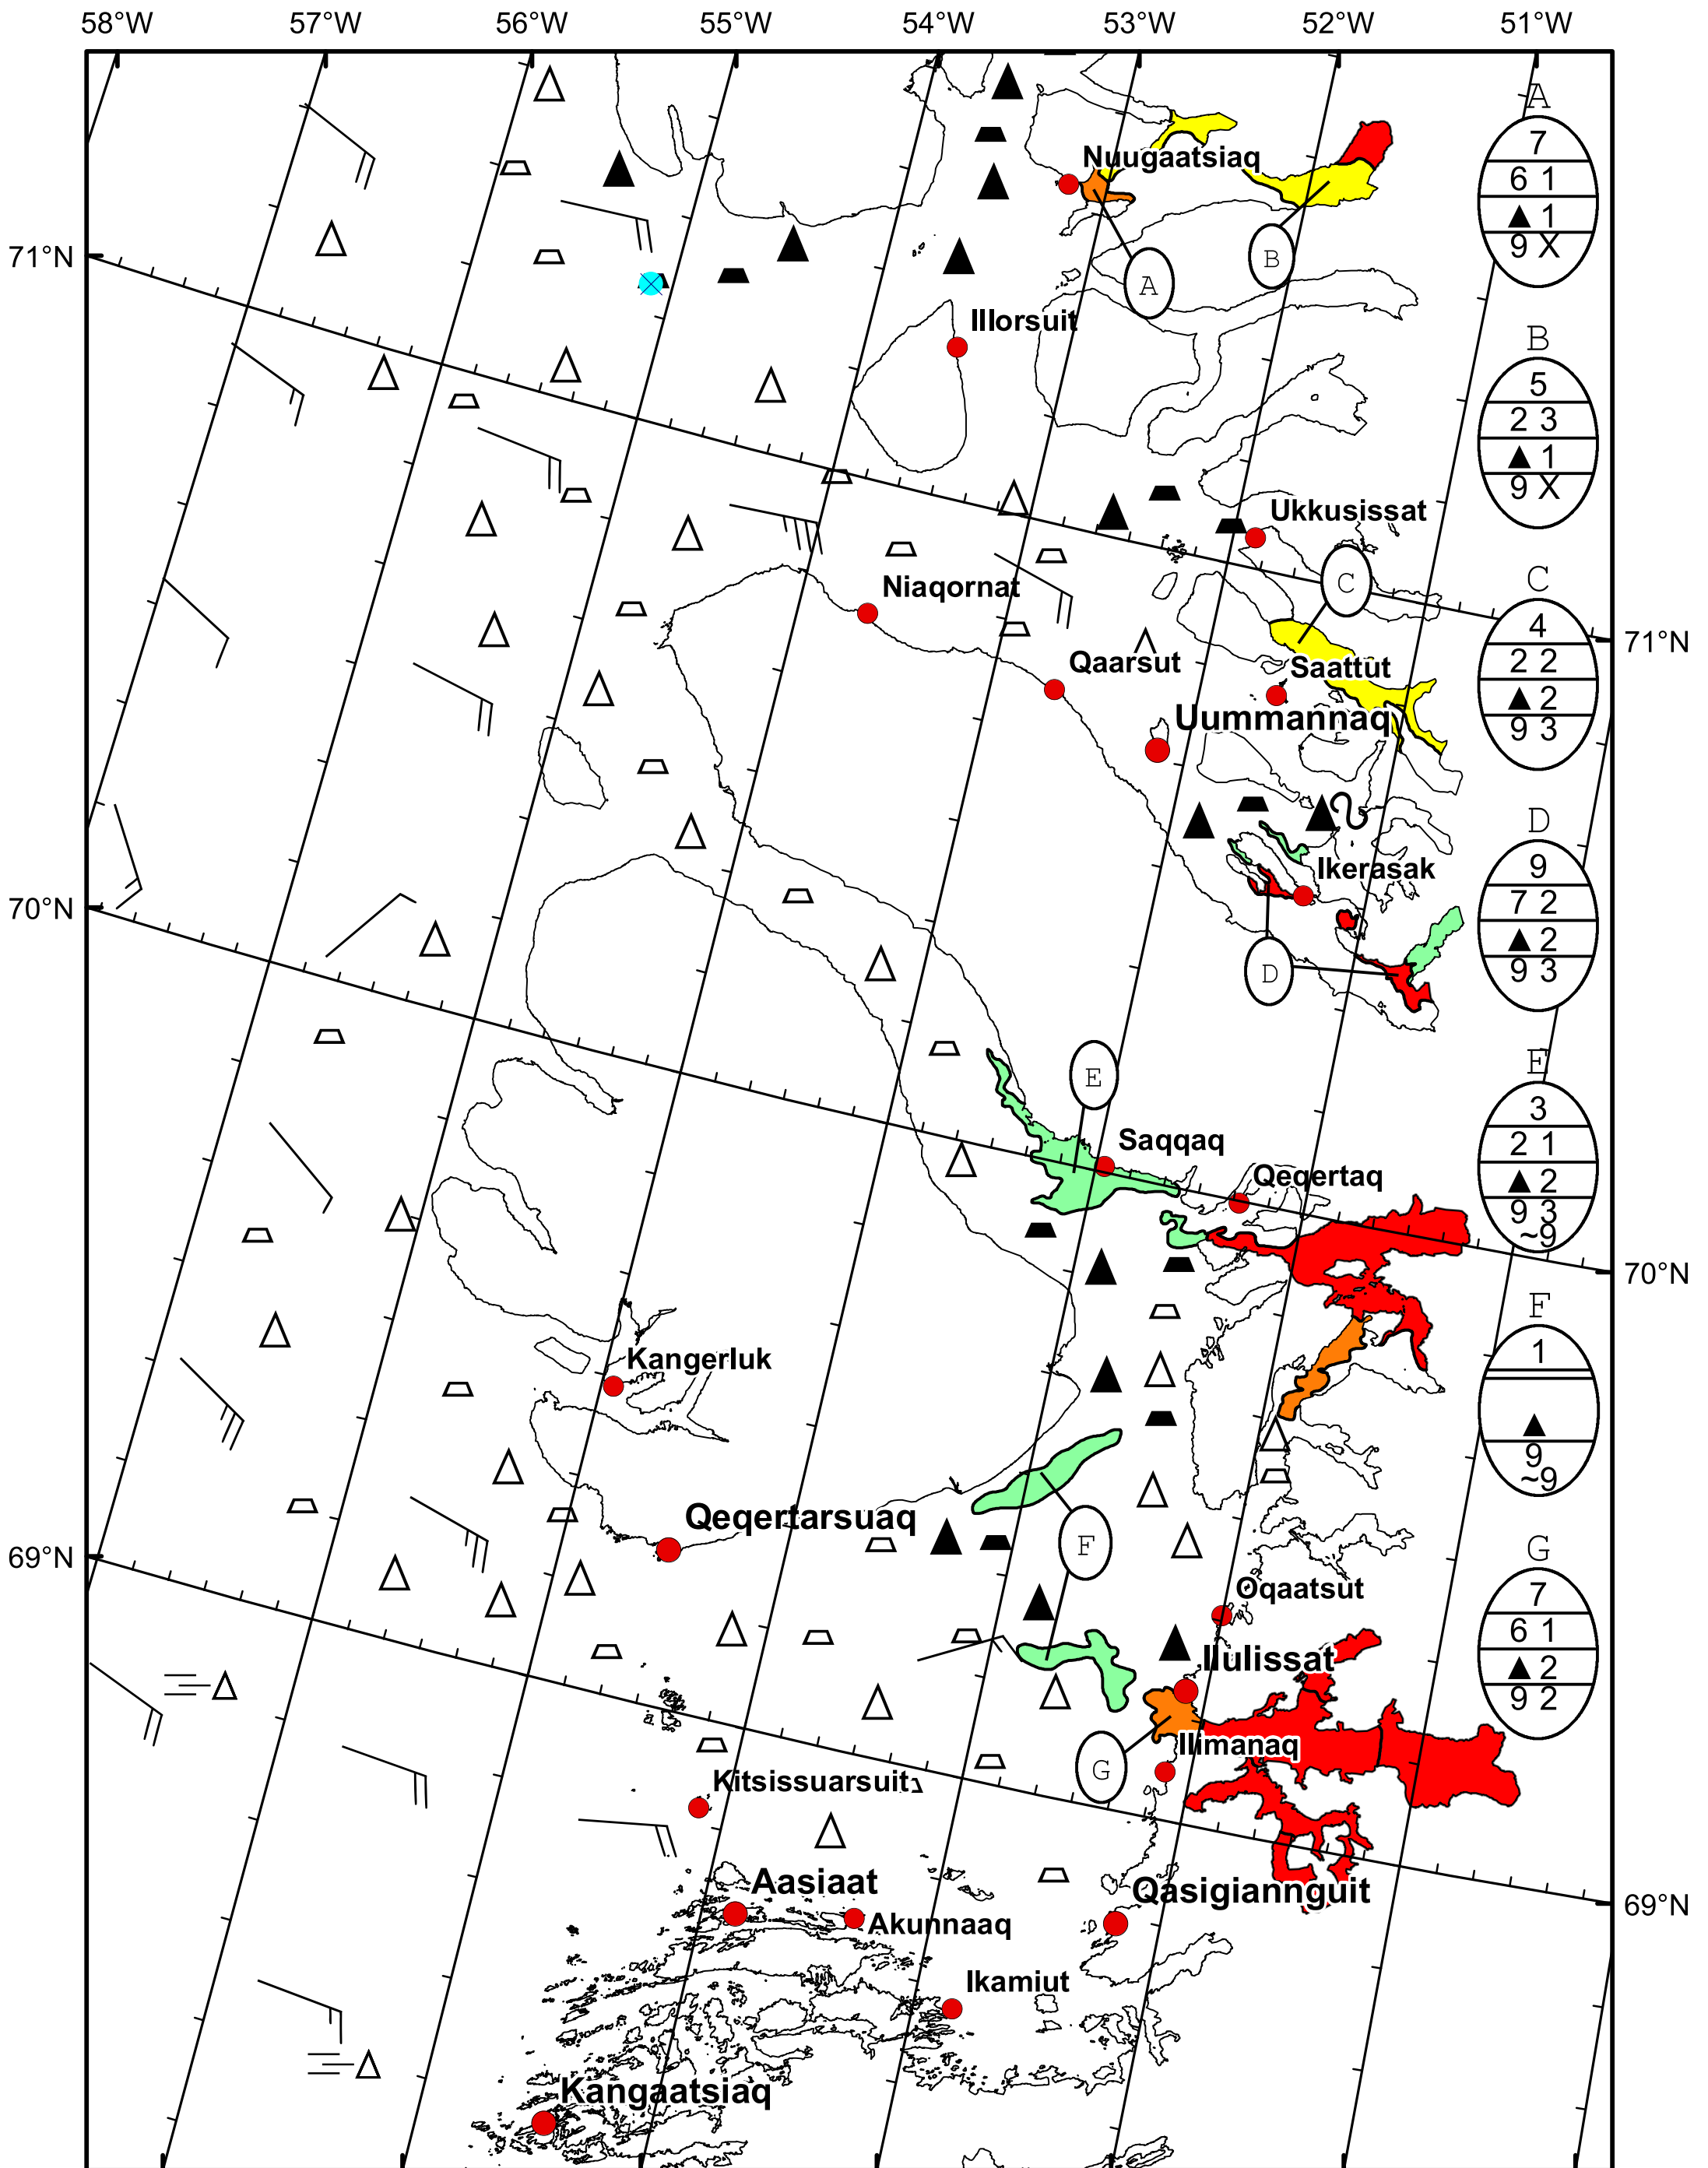 58°W 57°W 56°W 55°W 54°W 53°W 52°W 51°W
A
7
6 1
▲ 1
9 X
Nuugaatsiaq
71°N
B
A
Illorsuit
B
5
2 3
▲ 1
9 X
Ukkusissat
C
C
4
2 2
▲ 2
9 3
Niaqornat
71°N
Qaarsut
Saattut
Uummannaq
D
9
7 2
▲ 2
9 3
Ikerasak
70°N
D
E
E
3
2 1
▲ 2
9 3
~9
Saqqaq
Qeqertaq
70°N
F
1
▲
9
~9
Kangerluk
Qeqertarsuaq
F
69°N
G
7
6 1
▲ 2
9 2
Oqaatsut
Ilulissat
Ilimanaq
G
Kitsissuarsuit
Aasiaat
Qasigiannguit
69°N
Akunnaaq
Ikamiut
Kangaatsiaq